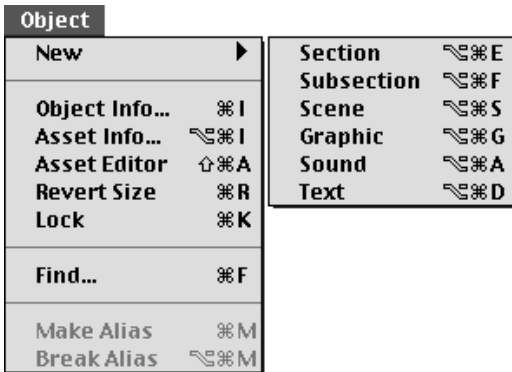 Object
New ▶
Object Info... ⌘I
Asset Info... ⌥⌘I
Asset Editor ⇧⌘A
Revert Size ⌘R
Lock ⌘K
Find... ⌘F
Make Alias ⌘M
Break Alias ⌥⌘M
Section ⌥⌘E
Subsection ⌥⌘F
Scene ⌥⌘S
Graphic ⌥⌘G
Sound ⌥⌘A
Text ⌥⌘D